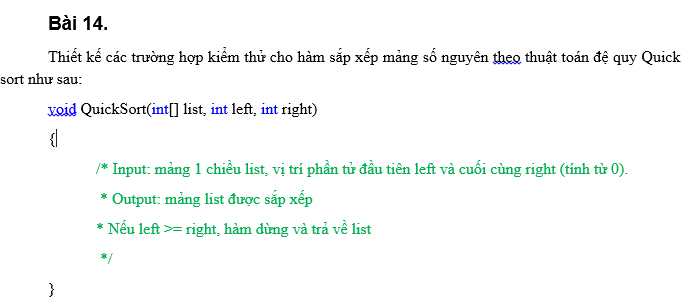 Bài 14.
Thiết kế các trường hợp kiểm thử cho hàm sắp xếp mảng số nguyên theo thuật toán đệ quy Quick
sort như sau:
void QuickSort(int[] list, int left, int right)
{
/* Input: mảng 1 chiều list, vị trí phần tử đầu tiên left và cuối cùng right (tính từ 0).
* Output: mảng list được sắp xếp
* Nếu left >= right, hàm dừng và trả về list
*/
}